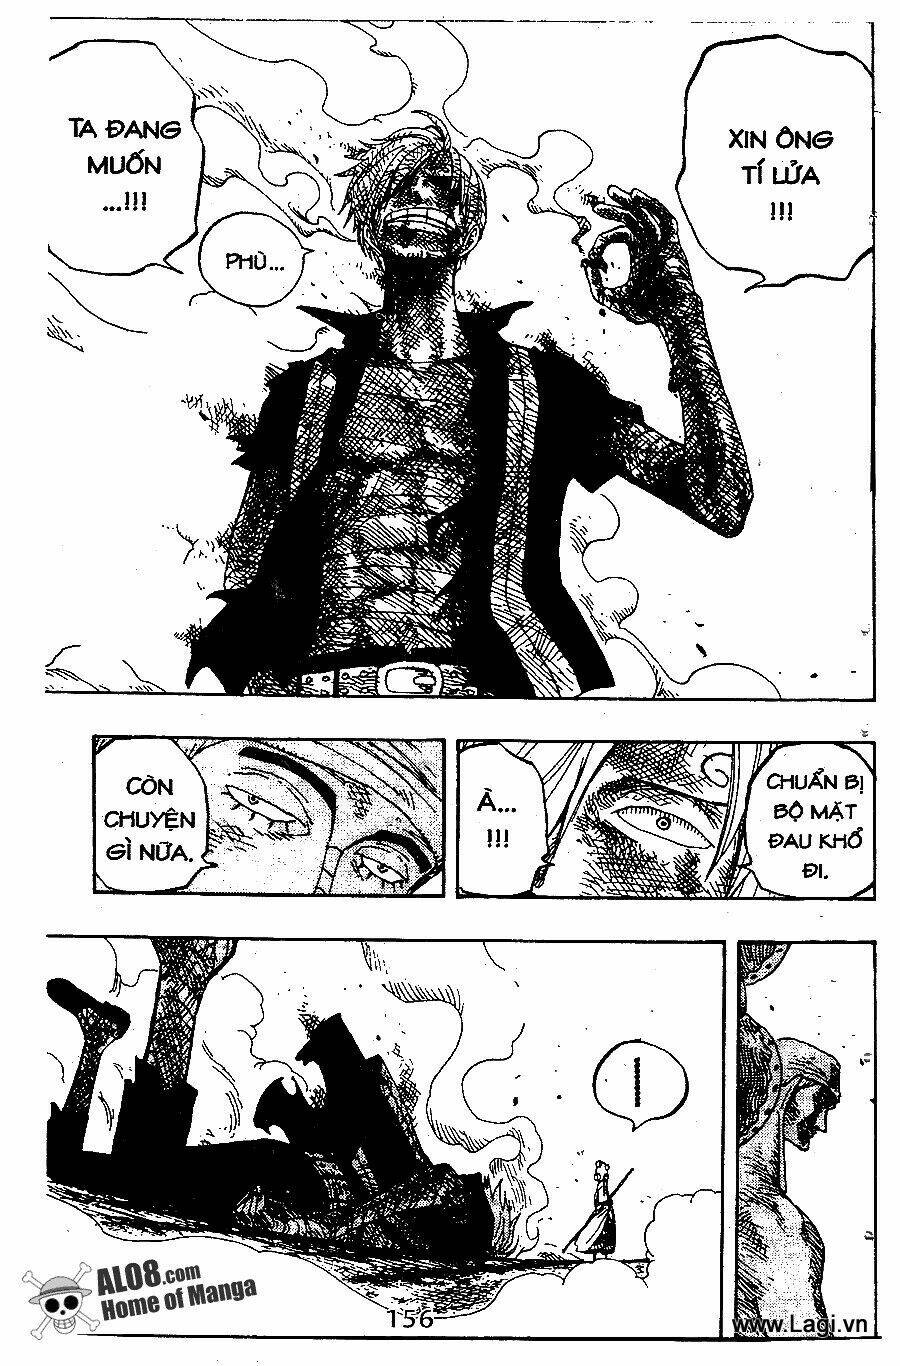 XIN ÔNG
TÍ LỬA
!!!
TA ĐANG
MUỐN
...!!!
PHÙ...
CHUẨN BỊ
BỘ MẶT
ĐAU KHỔ
ĐI.
À...
!!!
CÒN
CHUYỆN
GÌ NỮA.
AL08.com
Home of Manga
156
www.Lagi.vn